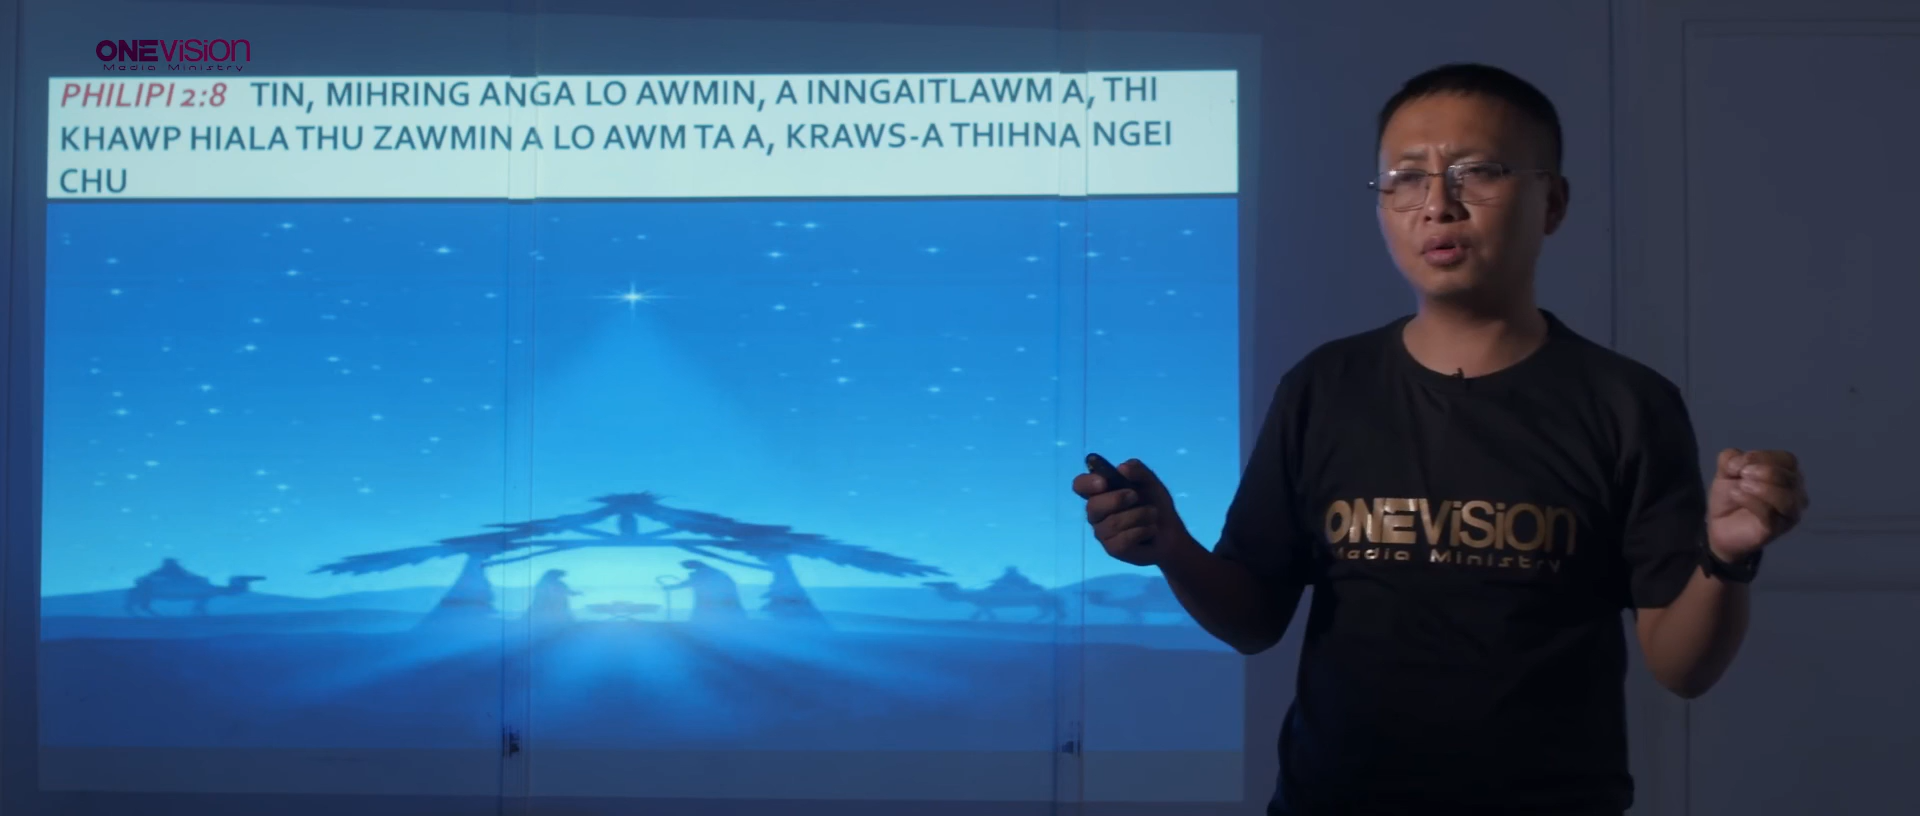 ONEViSiON
Media Ministry
PHILIPI 2:8 TIN, MIHRING ANGA LO AWMIN, A INNGAITLAWM A, THI
KHAWP HIALA THU ZAWMIN A LO AWM TA A, KRAWS-A THIHNA NGEI
CHU
ONEViSiON
Media Ministry